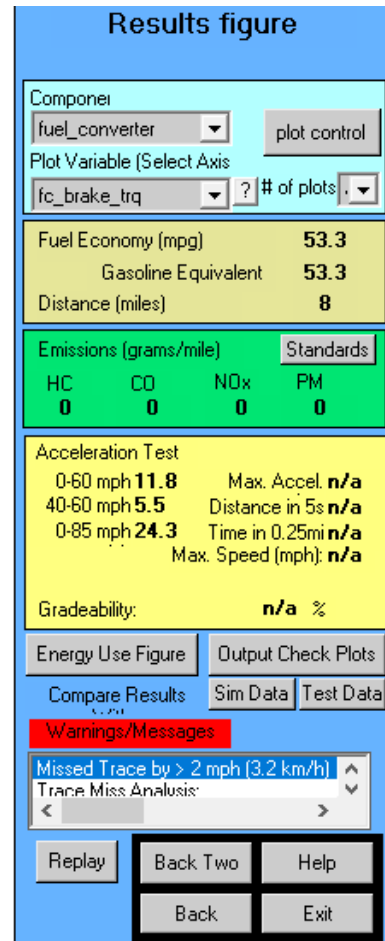 Results figure
Componer
fuel_converter
plot control
Plot Variable (Select Axis
fc_brake_trq ? # of plots
Fuel Economy (mpg) 53.3
Gasoline Equivalent 53.3
Distance (miles) 8
Emissions (grams/mile) Standards
HC CO NOx PM
0 0 0 0
Acceleration Test
0-60 mph 11.8 Max. Accel. n/a
40-60 mph 5.5 Distance in 5s n/a
0-85 mph 24.3 Time in 0.25mi n/a
Max. Speed (mph): n/a
Gradeability: n/a %
Energy Use Figure Output Check Plots
Compare Results Sim Data Test Data
Warnings/Messages
Missed Trace by > 2 mph (3.2 km/h)
Trace Miss Analysis:
Replay Back Two Help
Back Exit